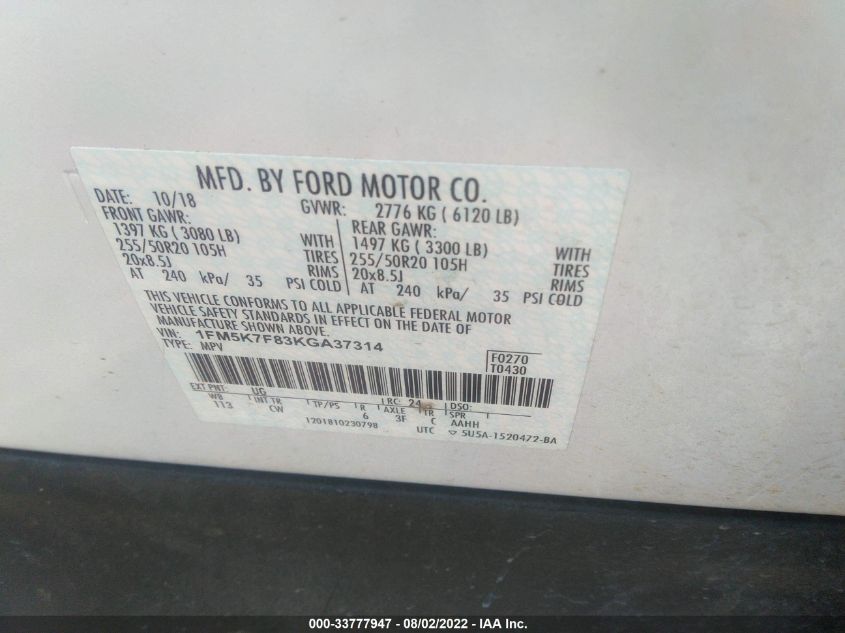 MFD. BY FORD MOTOR CO.
DATE: 10/18 GVWR: 2776 KG ( 6120 LB)
FRONT GAWR: REAR GAWR:
1397 KG ( 3080 LB) WITH 1497 KG ( 3300 LB) WITH
255/50R20 105H TIRES 255/50R20 105H TIRES
20x8.5J RIMS 20x8.5J RIMS
AT 240 kPa/ 35 PSI COLD AT 240 kPa/ 35 PSI COLD
THIS VEHICLE CONFORMS TO ALL APPLICABLE FEDERAL MOTOR
VEHICLE SAFETY STANDARDS IN EFFECT ON THE DATE OF
MANUFACTURE SHOWN ABOVE.
VIN: 1FM5K7F83KGA37314
TYPE: MPV
F0270
T0430
EXT PNT: UG RC: 24 DSO:
WB INT TR TP/PS R AXLE TR SPR
113 CW 6 3F C AAHH
1201810230798 UTC 5U5A-1520472-BA
000-33777947 - 08/02/2022 - IAA Inc.